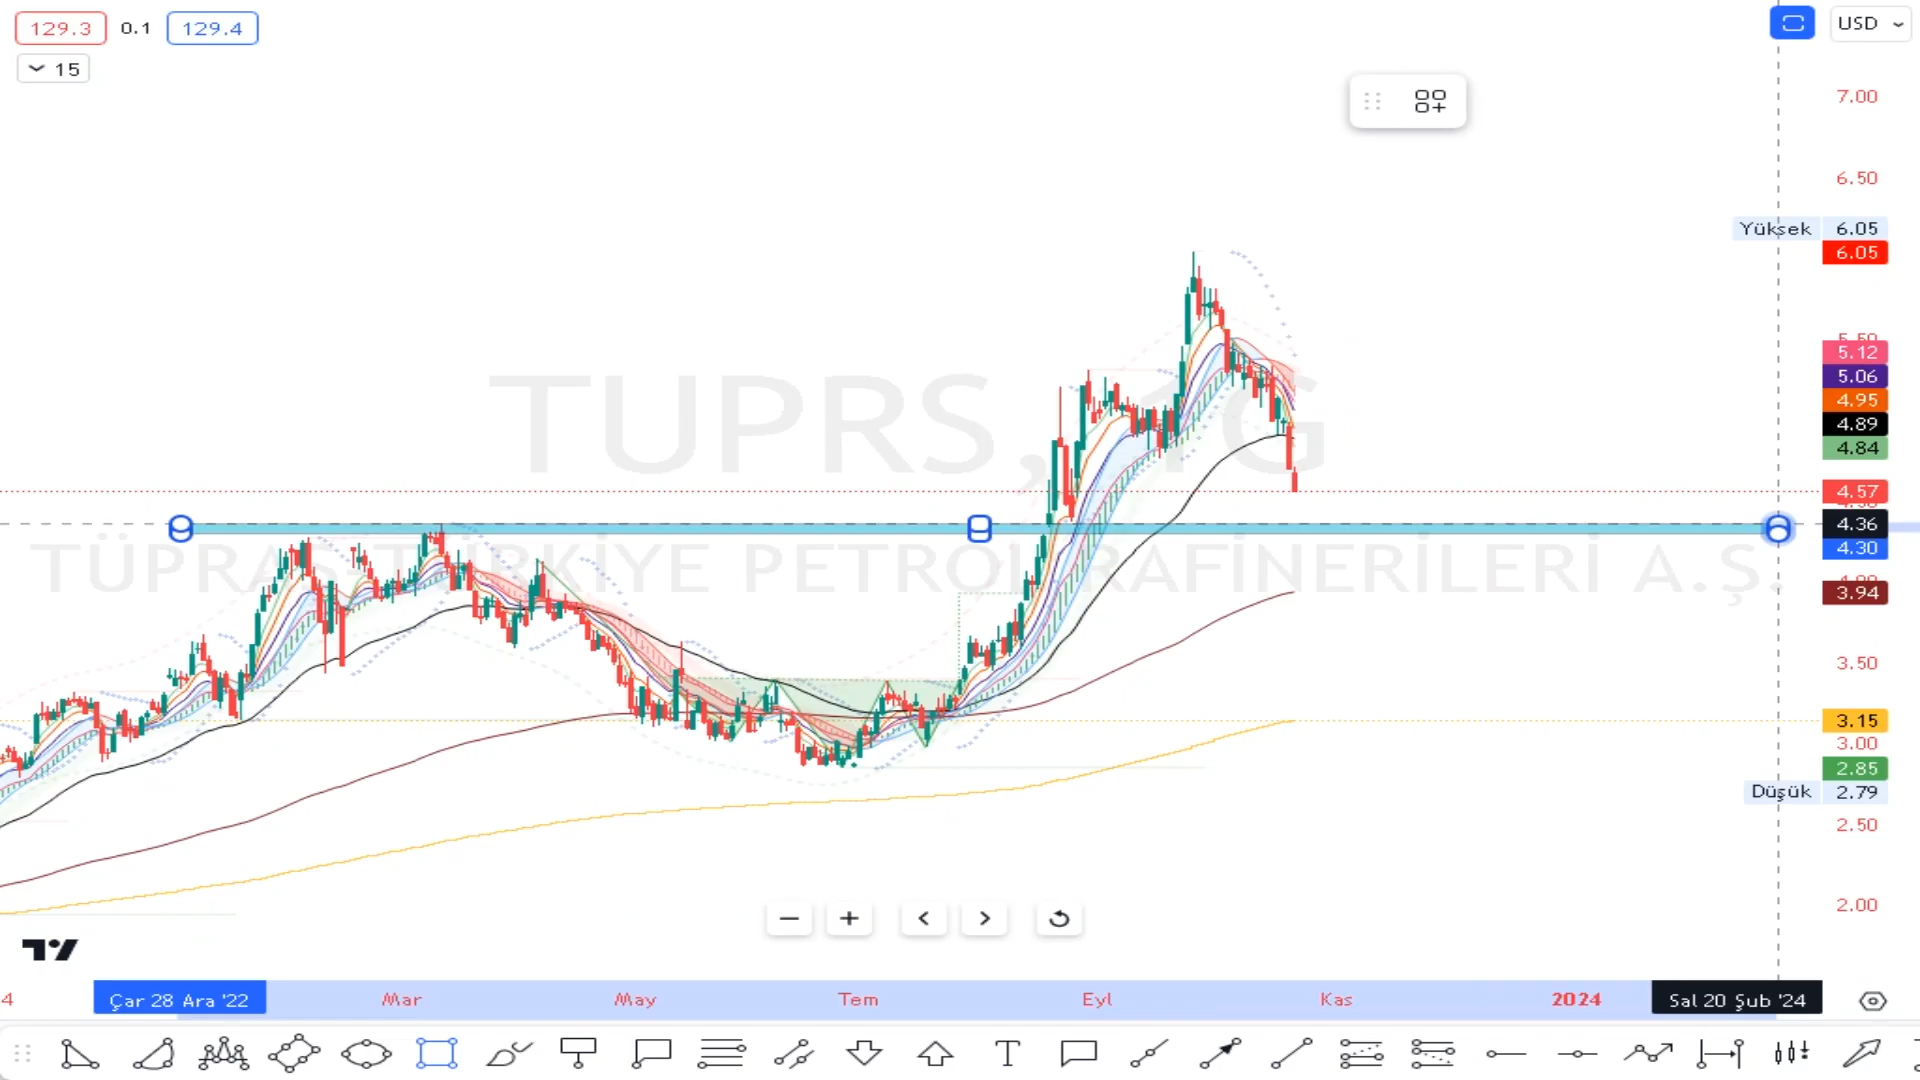 129.3 0.1 129.4
USD
15
7.00
6.50
Yüksek 6.05
6.05
5.12
5.06
4.95
4.89
4.84
TUPRS, 1G
4.57
4.36
4.30
TÜPRAŞ TÜRKİYE PETROL RAFİNERİLERİ A.Ş.
3.94
3.50
3.15
3.00
2.85
Düşük 2.79
2.50
2.00
4 Çar 28 Ara '22 Mar May Tem Eyl Kas 2024 Sal 20 Şub '24